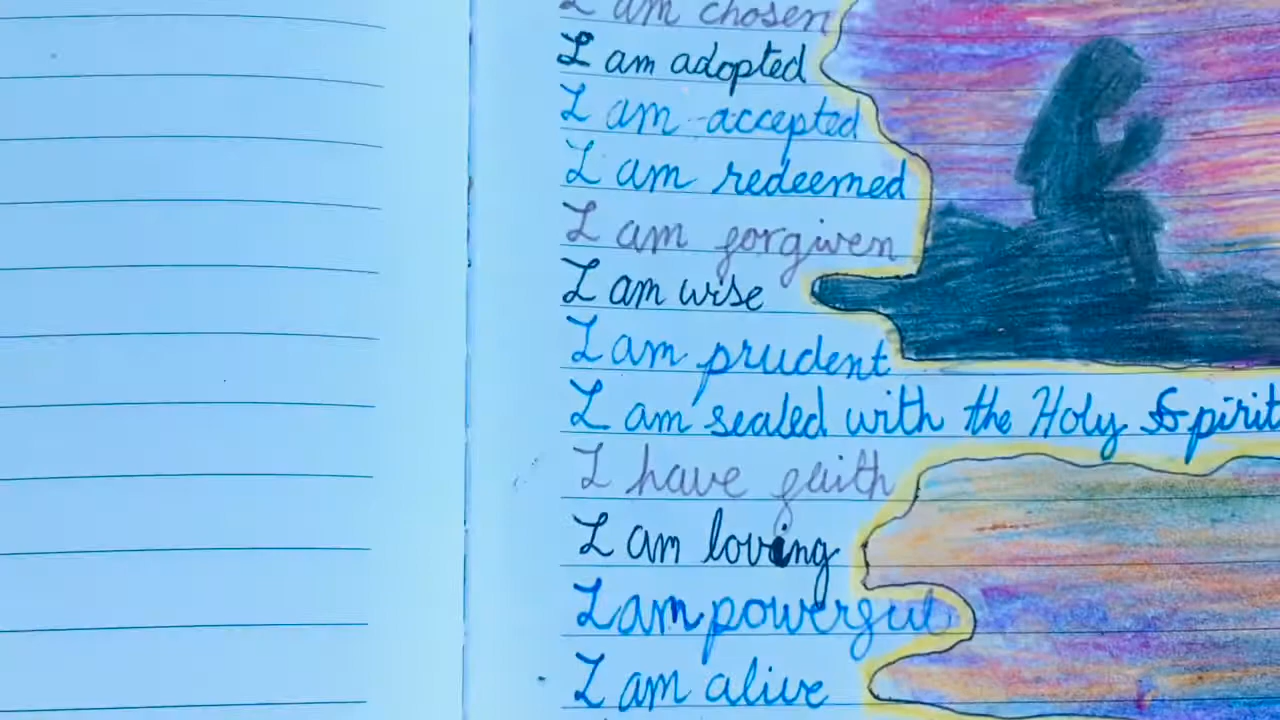 I am chosen
I am adopted
I am accepted
I am redeemed
I am forgiven
I am wise
I am prudent
I am sealed with the Holy Spirit
I have faith
I am loving
I am powerful
I am alive